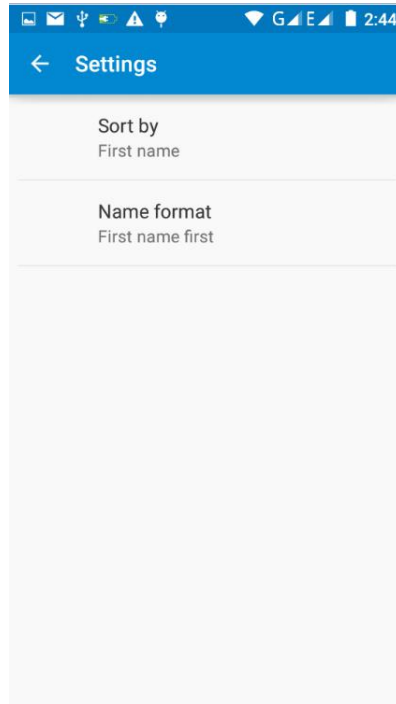 G E 2:44
Settings
Sort by
First name
Name format
First name first